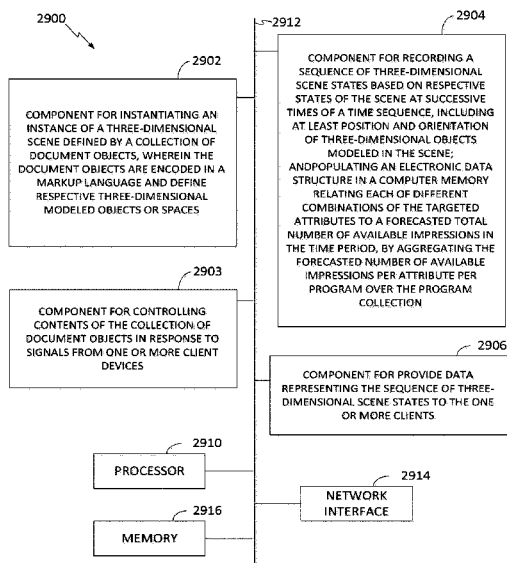 2900
2912
2902
COMPONENT FOR INSTANTIATING AN
INSTANCE OF A THREE-DIMENSIONAL
SCENE DEFINED BY A COLLECTION OF
DOCUMENT OBJECTS, WHEREIN THE
DOCUMENT OBJECTS ARE ENCODED IN A
MARKUP LANGUAGE AND DEFINE
RESPECTIVE THREE-DIMENSIONAL
MODELED OBJECTS OR SPACES
2904
COMPONENT FOR RECORDING A
SEQUENCE OF THREE-DIMENSIONAL
SCENE STATES BASED ON RESPECTIVE
STATES OF THE SCENE AT SUCCESSIVE
TIMES OF A TIME SEQUENCE, INCLUDING
AT LEAST POSITION AND ORIENTATION
OF THREE-DIMENSIONAL OBJECTS
MODELED IN THE SCENE;
ANDPOPULATING AN ELECTRONIC DATA
STRUCTURE IN A COMPUTER MEMORY
RELATING EACH OF DIFFERENT
COMBINATIONS OF THE TARGETED
ATTRIBUTES TO A FORECASTED TOTAL
NUMBER OF AVAILABLE IMPRESSIONS
IN THE TIME PERIOD, BY AGGREGATING
THE FORECASTED NUMBER OF
AVAILABLE IMPRESSIONS PER
ATTRIBUTE PER PROGRAM OVER THE
PROGRAM COLLECTION
2903
COMPONENT FOR CONTROLLING
CONTENTS OF THE COLLECTION OF
DOCUMENT OBJECTS IN RESPONSE TO
SIGNALS FROM ONE OR MORE CLIENT
DEVICES
2906
COMPONENT FOR PROVIDE DATA
REPRESENTING THE SEQUENCE OF THREE-
DIMENSIONAL SCENE STATES TO THE ONE
OR MORE CLIENTS.
2910
PROCESSOR
2914
NETWORK
INTERFACE
2916
MEMORY